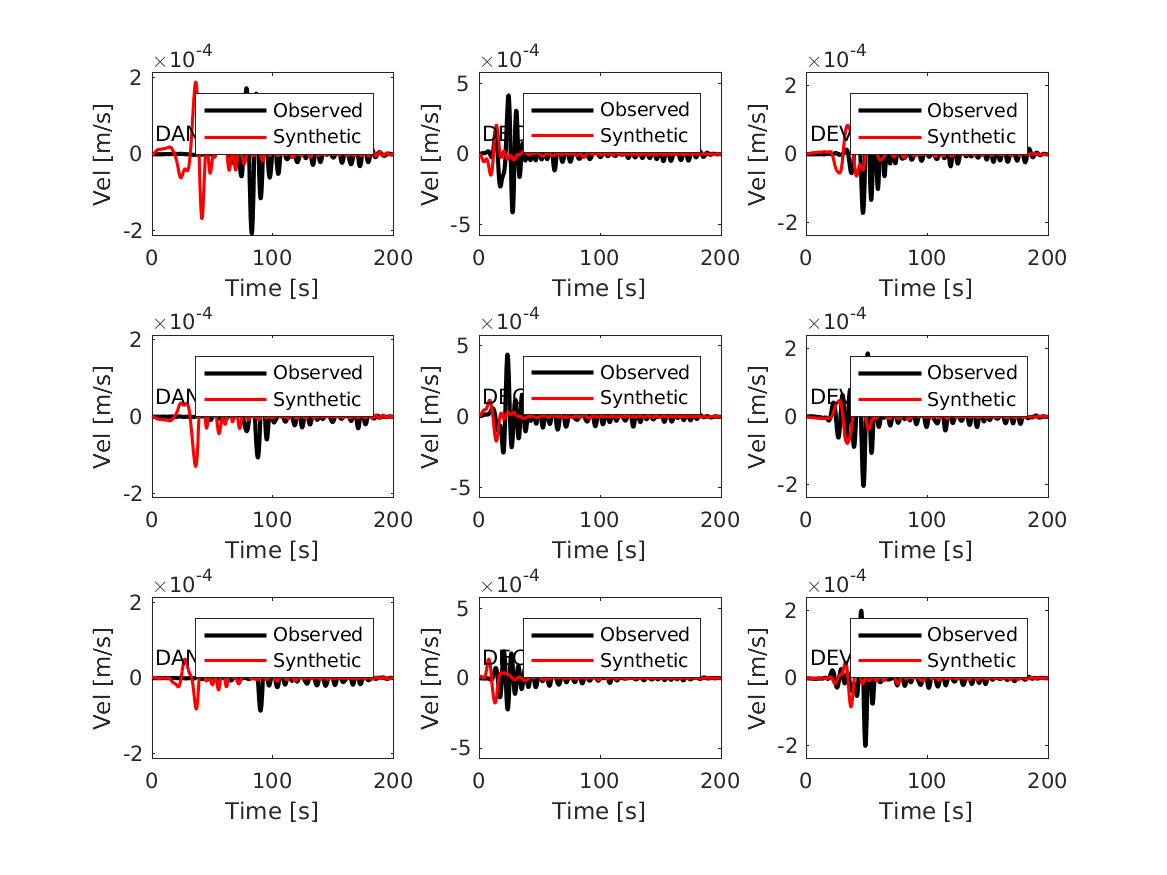 ×10-4
×10-4
×10-4
Vel [m/s]
2
0
-2
DAN
Observed
Synthetic
0
100
200
Time [s]
Vel [m/s]
5
0
-5
Observed
Synthetic
0
100
200
Time [s]
Vel [m/s]
2
0
-2
DEV
Observed
Synthetic
0
100
200
Time [s]
×10-4
×10-4
×10-4
Vel [m/s]
2
0
-2
DAN
Observed
Synthetic
0
100
200
Time [s]
Vel [m/s]
5
0
-5
Observed
Synthetic
0
100
200
Time [s]
Vel [m/s]
2
0
-2
DEV
Observed
Synthetic
0
100
200
Time [s]
×10-4
×10-4
×10-4
Vel [m/s]
2
0
-2
DAN
Observed
Synthetic
0
100
200
Time [s]
Vel [m/s]
5
0
-5
Observed
Synthetic
0
100
200
Time [s]
Vel [m/s]
2
0
-2
DEV
Observed
Synthetic
0
100
200
Time [s]